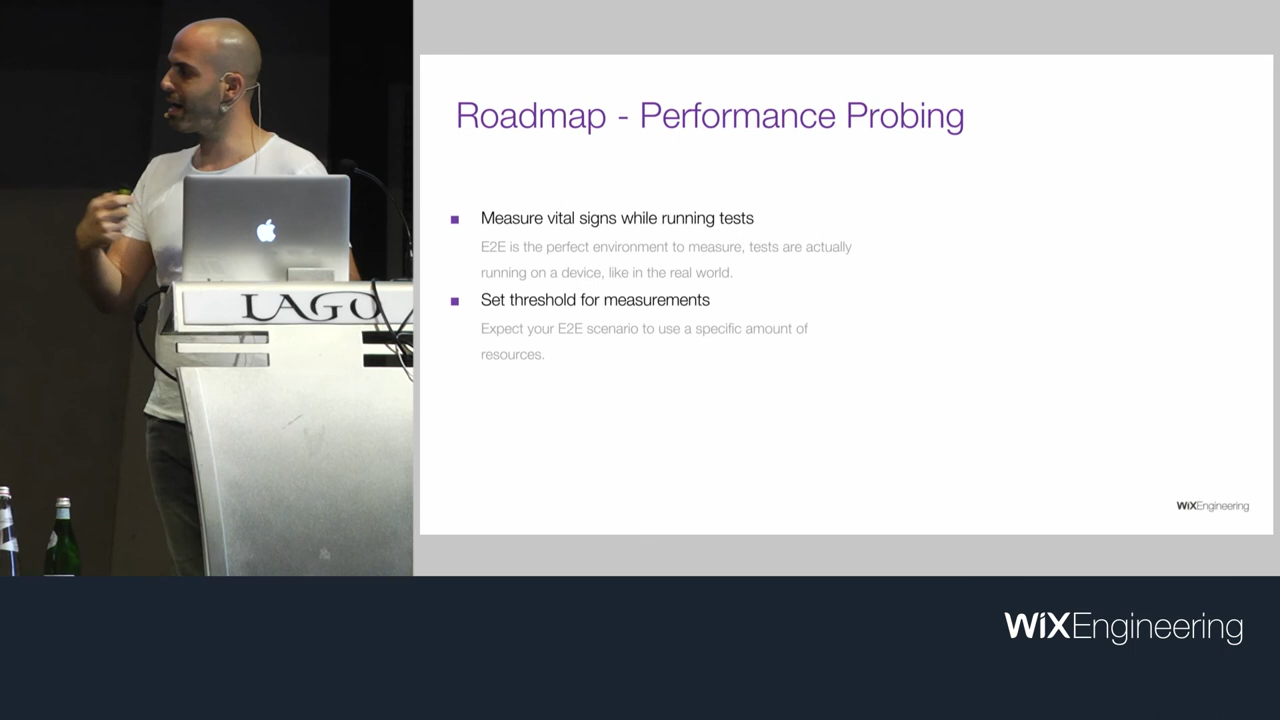 Roadmap - Performance Probing
Measure vital signs while running tests
E2E is the perfect environment to measure, tests are actually
running on a device, like in the real world.
Set threshold for measurements
Expect your E2E scenario to use a specific amount of
resources.
WiXEngineering
LAGO
WiXEngineering